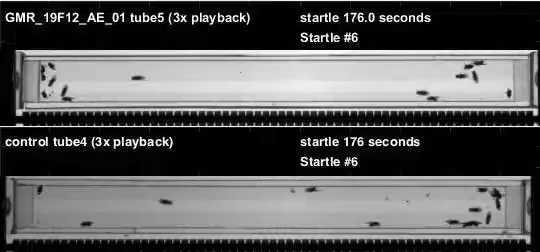 GMR_19F12_AE_01 tube5 (3x playback)
startle 176.0 seconds
Startle #6
control tube4 (3x playback)
startle 176 seconds
Startle #6